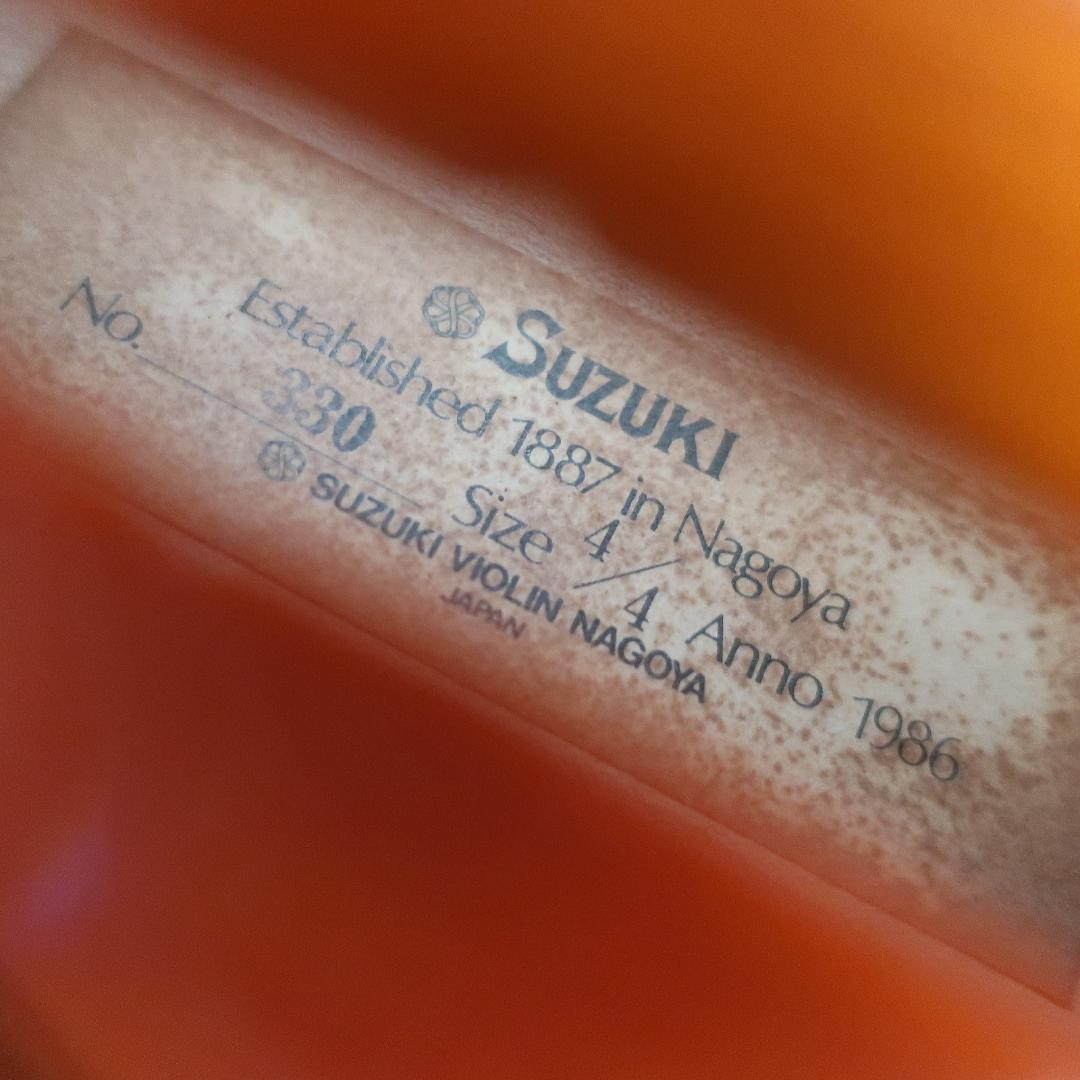 SUZUKI
Established 1887 in Nagoya
No. 330 Size 4/4 Anno 1986
SUZUKI VIOLIN NAGOYA
JAPAN